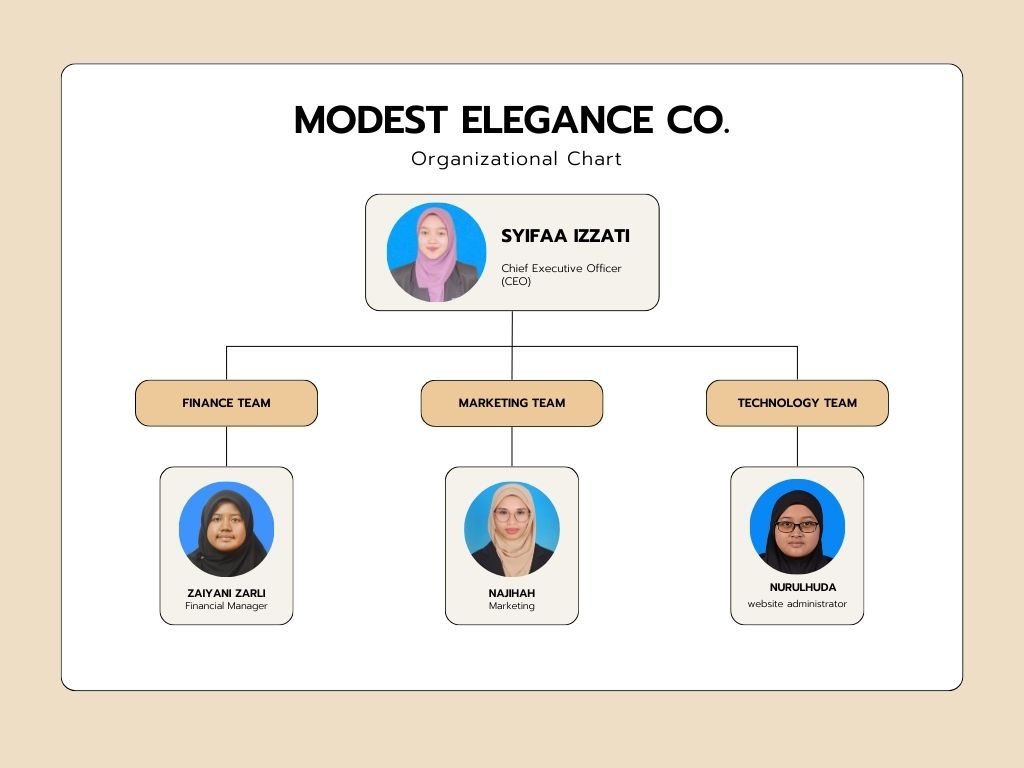 MODEST ELEGANCE CO.
Organizational Chart
SYIFAA IZZATI
Chief Executive Officer
(CEO)
FINANCE TEAM
MARKETING TEAM
TECHNOLOGY TEAM
ZAIYANI ZARLI
Financial Manager
NAJIHAH
Marketing
NURULHUDA
website administrator